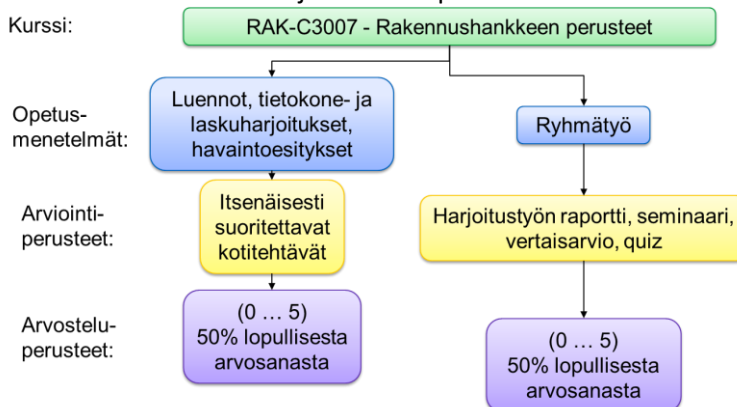 Kurssi:
RAK-C3007 - Rakennushankkeen perusteet
Opetus-
menetelmät:
Luennot, tietokone- ja
laskuharjoitukset,
havaintoesitykset
Ryhmätyö
Arviointi-
perusteet:
Itsenäisesti
suoritettavat
kotitehtävät
Harjoitustyön raportti, seminaari,
vertaisarvio, quiz
Arvostelu-
perusteet:
(0 … 5)
50% lopullisesta
arvosanasta
(0 … 5)
50% lopullisesta
arvosanasta